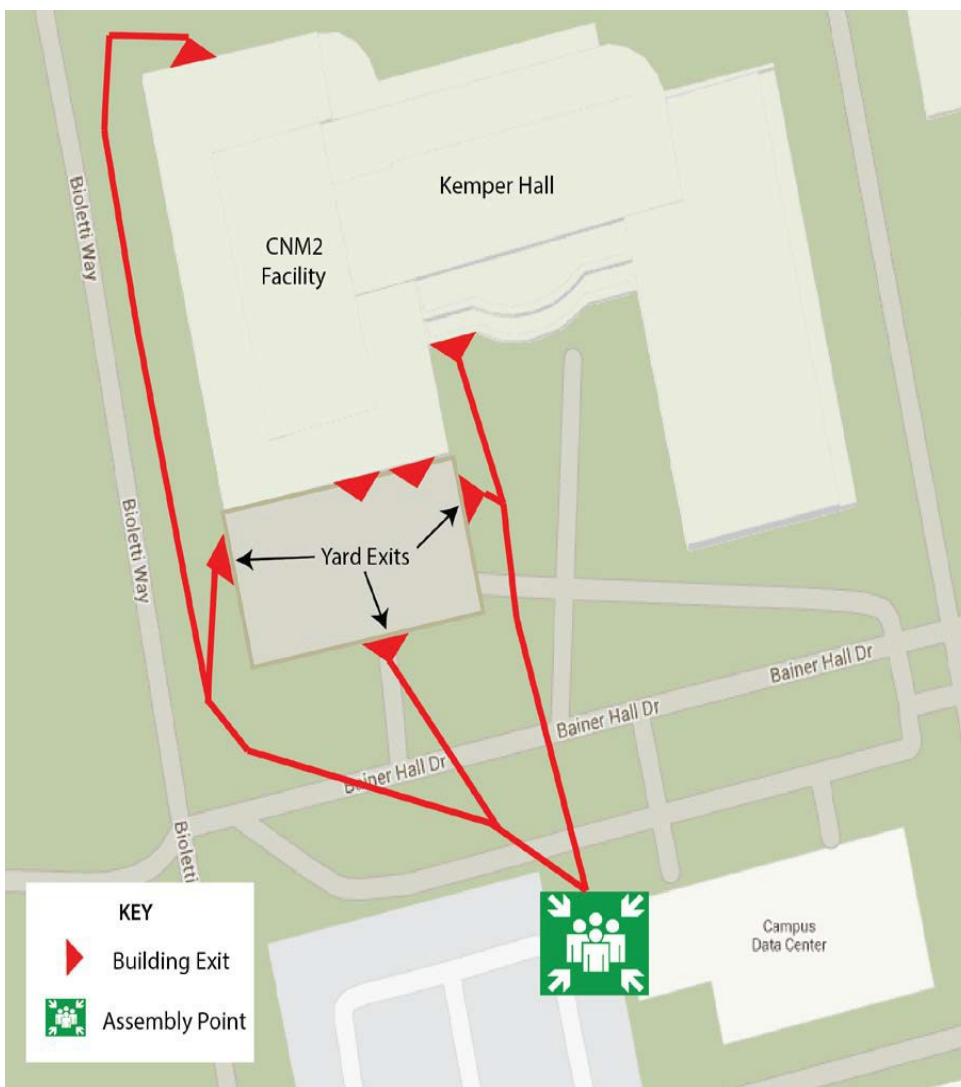 Kemper Hall
CNM2
Facility
Bioletti Way
Bioletti Way
Yard Exits
Bainer Hall Dr
Bainer Hall Dr
Bainer Hall Dr
Bioletti
KEY
Building Exit
Assembly Point
Campus
Data Center